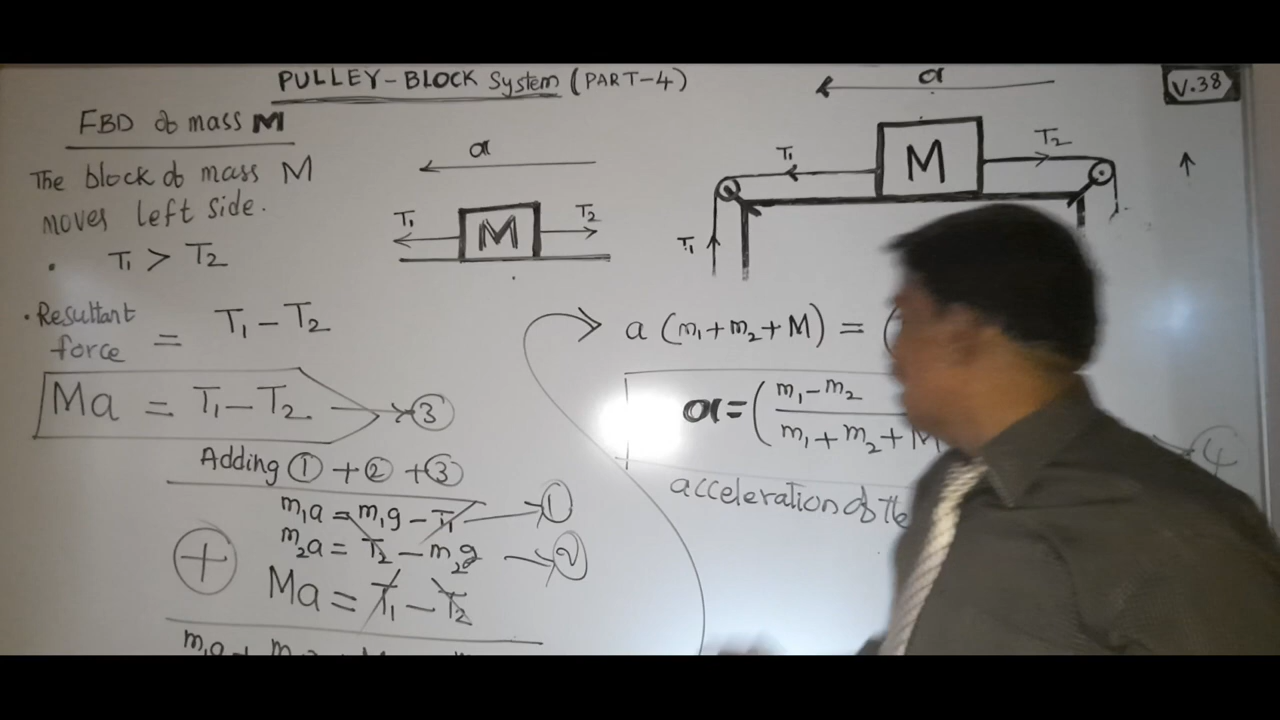 PULLEY-BLOCK System (PART-4)
V.38
FBD of mass M
The block of mass M
moves left side.
• T₁ > T₂
• Resultant force = T₁ - T₂
Ma = T₁ - T₂ → ③
Adding ① + ② + ③
m₁a = m₁g - T₁ → ①
m₂a = T₂ - m₂g → ②
⊕ Ma = T₁ - T₂
m₁a +
a
T₁
M
T₂
a
T₁
M
T₂
T₁
a (m₁ + m₂ + M) = (
a = (m₁ - m₂ / m₁ + m₂ + M
④
acceleration of the